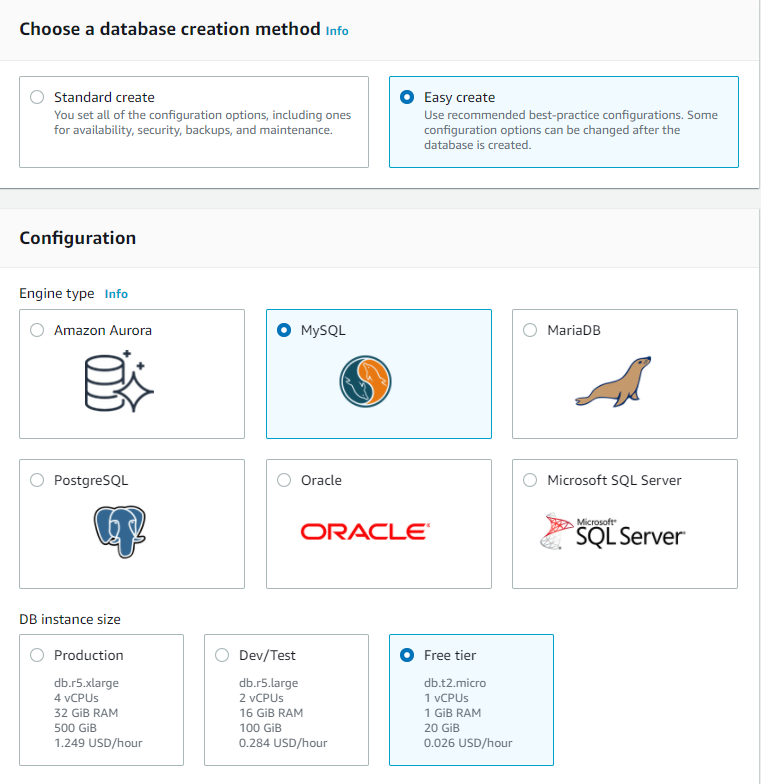 Choose a database creation method Info
Standard create
You set all of the configuration options, including ones
for availability, security, backups, and maintenance.
Easy create
Use recommended best-practice configurations. Some
configuration options can be changed after the
database is created.
Configuration
Engine type Info
Amazon Aurora
MySQL
MariaDB
PostgreSQL
Oracle
ORACLE®
Microsoft SQL Server
Microsoft®
SQL Server®
DB instance size
Production
db.r5.xlarge
4 vCPUs
32 GiB RAM
500 GiB
1.249 USD/hour
Dev/Test
db.r5.large
2 vCPUs
16 GiB RAM
100 GiB
0.284 USD/hour
Free tier
db.t2.micro
1 vCPUs
1 GiB RAM
20 GiB
0.026 USD/hour